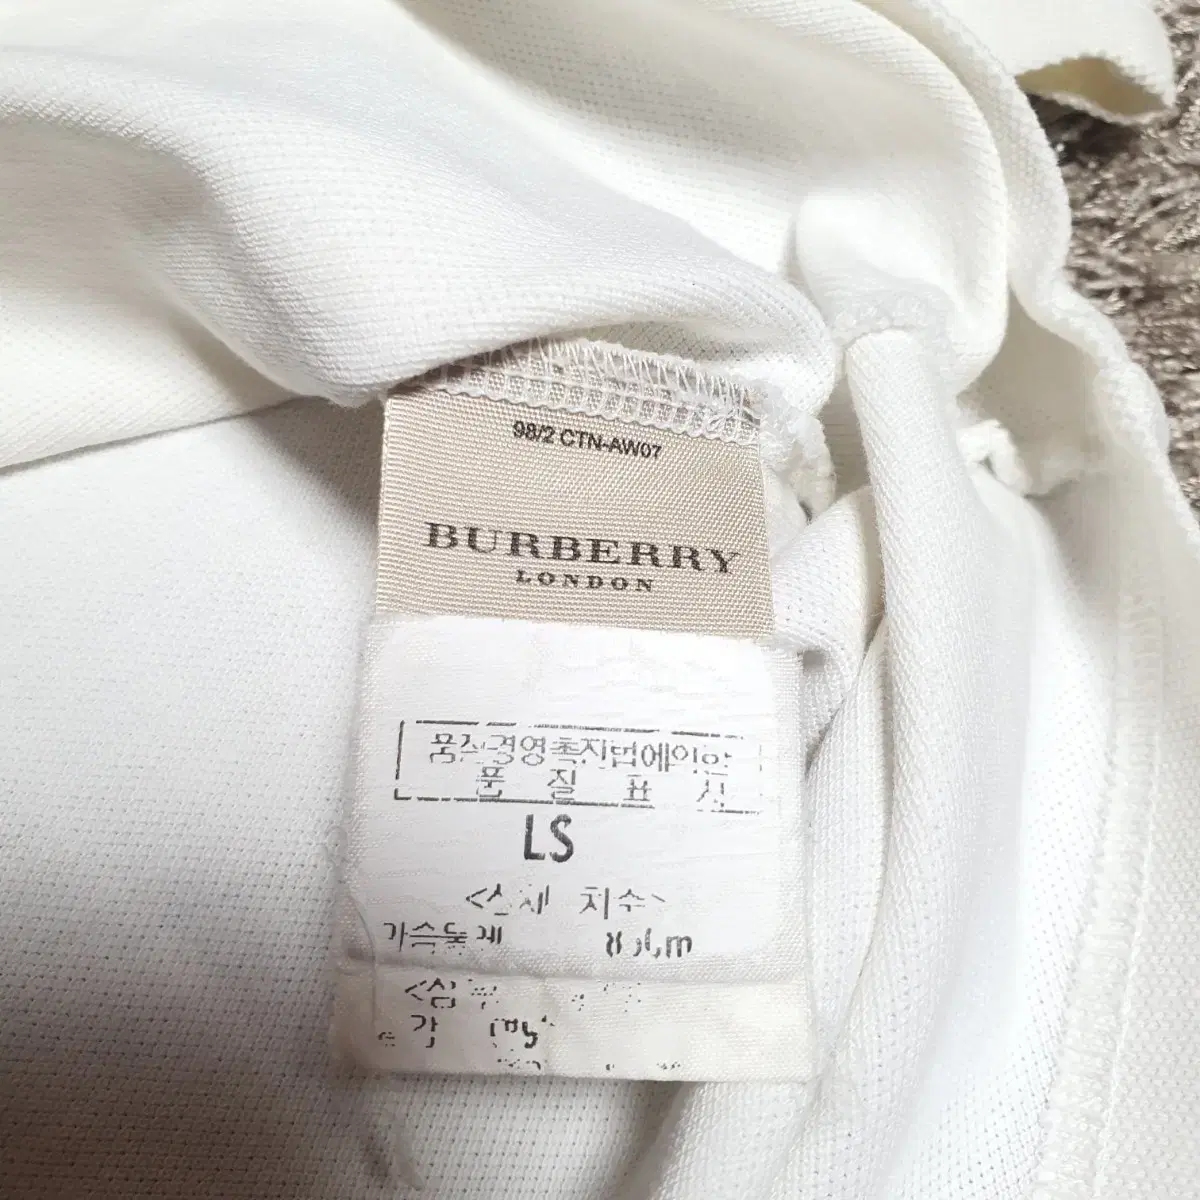 98/2 CTN-AW07
BURBERRY
LONDON
품질경영촉진법에의한
품 질 표 시
LS
<신체 치수>
가슴둘레